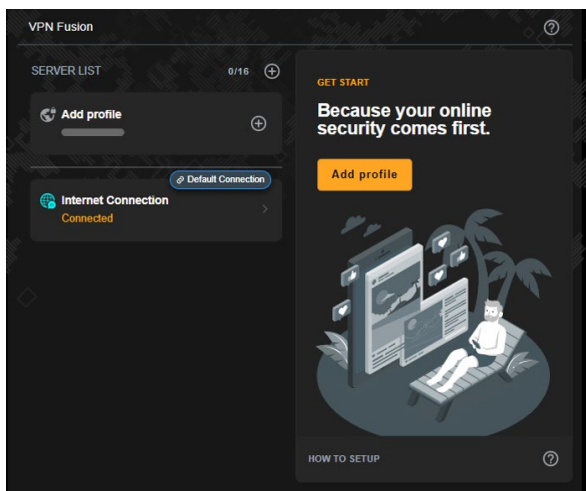 VPN Fusion
SERVER LIST 0/16
Add profile
Default Connection
Internet Connection
Connected
GET START
Because your online
security comes first.
Add profile
HOW TO SETUP